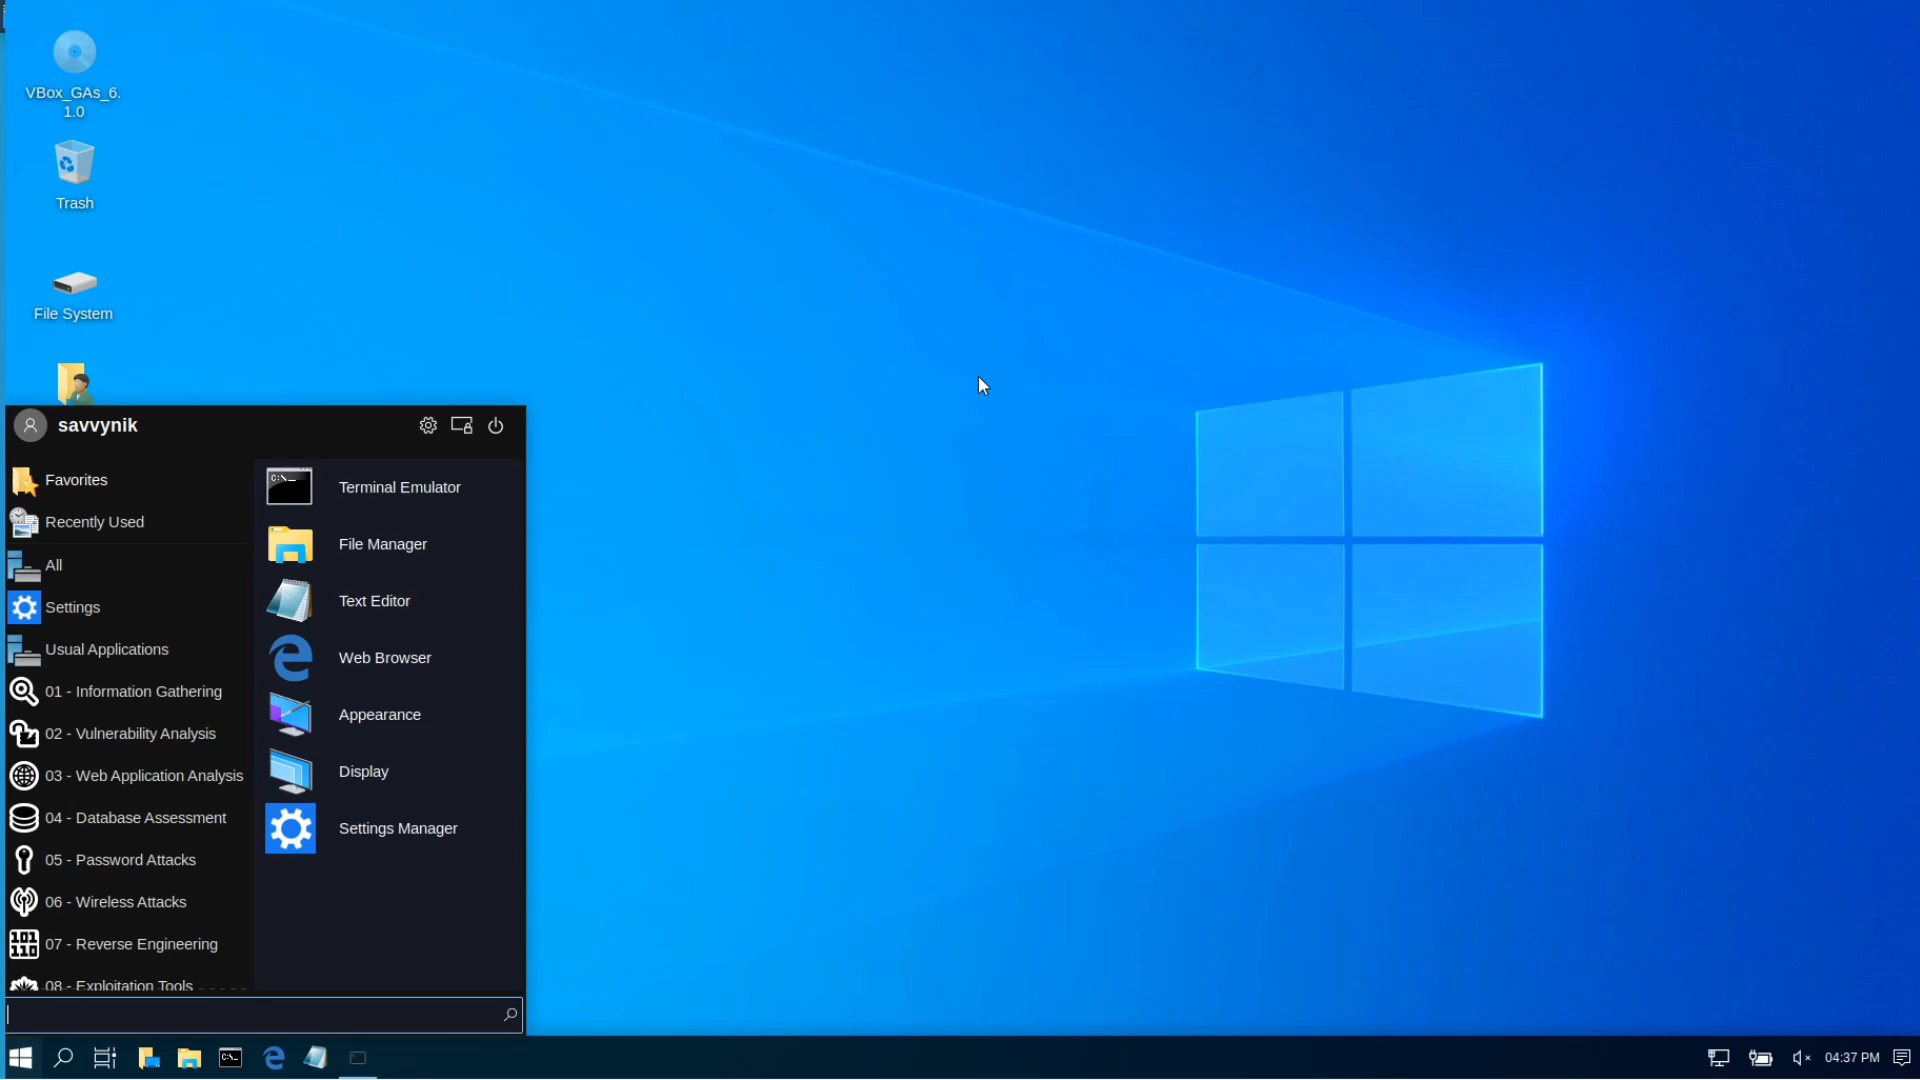 VBox_GAs_6.
1.0
Trash
File System
savvynik
Favorites
Recently Used
All
Settings
Usual Applications
01 - Information Gathering
02 - Vulnerability Analysis
03 - Web Application Analysis
04 - Database Assessment
05 - Password Attacks
06 - Wireless Attacks
07 - Reverse Engineering
08 - Exploitation Tools
Terminal Emulator
File Manager
Text Editor
Web Browser
Appearance
Display
Settings Manager
04:37 PM